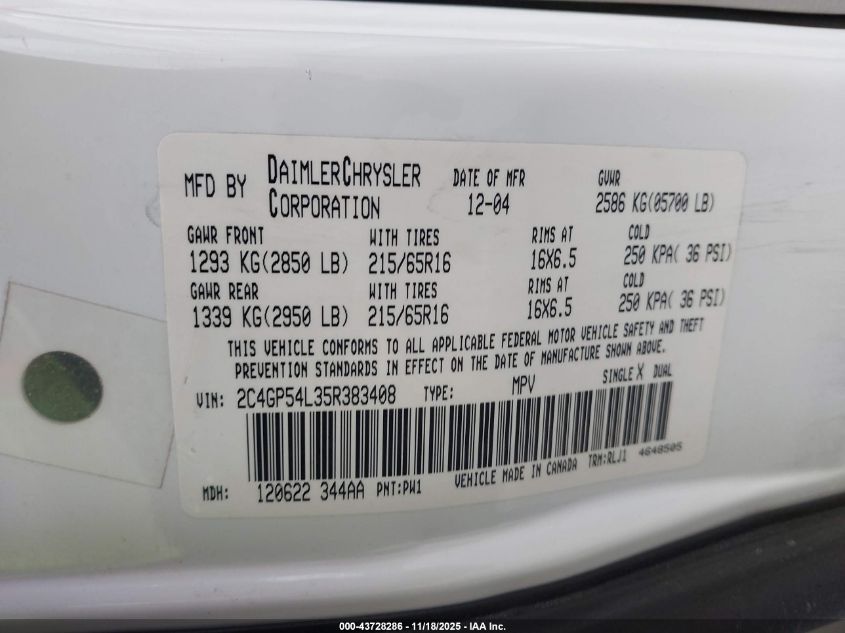 MFD BY DAIMLERCHRYSLER CORPORATION DATE OF MFR 12-04 GVWR 2586 KG(05700 LB)
GAWR FRONT WITH TIRES RIMS AT COLD
1293 KG(2850 LB) 215/65R16 16X6.5 250 KPA( 36 PSI)
GAWR REAR WITH TIRES RIMS AT COLD
1339 KG(2950 LB) 215/65R16 16X6.5 250 KPA( 36 PSI)
THIS VEHICLE CONFORMS TO ALL APPLICABLE FEDERAL MOTOR VEHICLE SAFETY AND THEFT
PREVENTION STANDARDS IN EFFECT ON THE DATE OF MANUFACTURE SHOWN ABOVE.
VIN: 2C4GP54L35R383408 TYPE: MPV SINGLE X DUAL
MDH: 120622 344AA PNT:PW1 VEHICLE MADE IN CANADA TRM:RLJ1 4648505
000-43728286 - 11/18/2025 - IAA Inc.